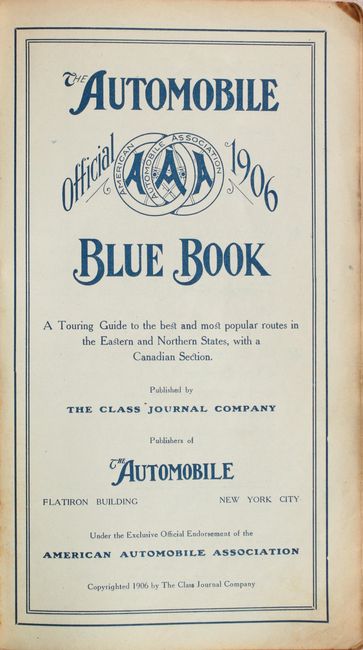 The AUTOMOBILE
Official
AMERICAN AUTOMOBILE ASSOCIATION
AUTOMOBILE ASSOCIATION
AAA
1906
BLUE BOOK
A Touring Guide to the best and most popular routes in
the Eastern and Northern States, with a
Canadian Section.
Published by
THE CLASS JOURNAL COMPANY
Publishers of
The AUTOMOBILE
FLATIRON BUILDING NEW YORK CITY
Under the Exclusive Official Endorsement of the
AMERICAN AUTOMOBILE ASSOCIATION
Copyrighted 1906 by The Class Journal Company